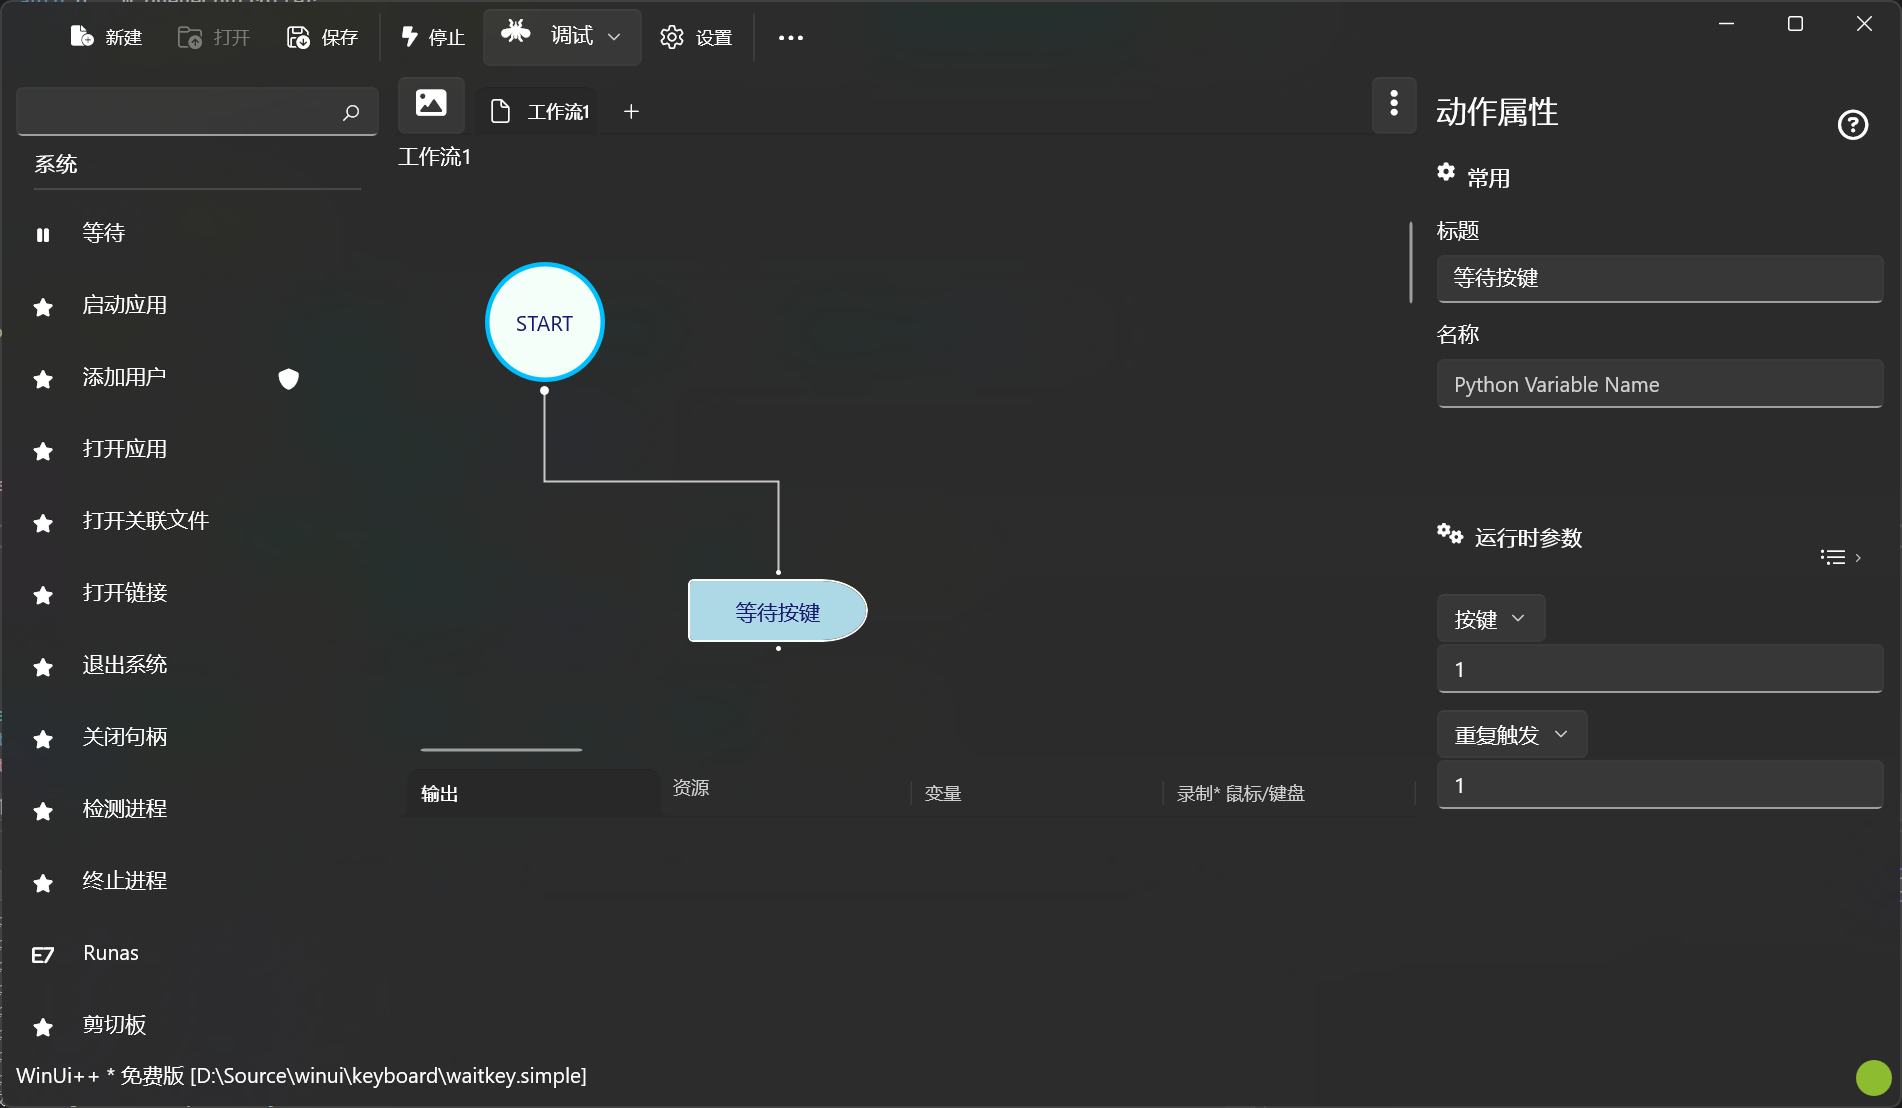 新建
打开
保存
停止
调试
设置
工作流1
工作流1
系统
等待
启动应用
添加用户
打开应用
打开关联文件
打开链接
退出系统
关闭句柄
检测进程
终止进程
Runas
剪切板
START
等待按键
输出
资源
变量
录制* 鼠标/键盘
动作属性
常用
标题
等待按键
名称
Python Variable Name
运行时参数
按键
1
重复触发
1
WinUi++ * 免费版 [D:\Source\winui\keyboard\waitkey.simple]